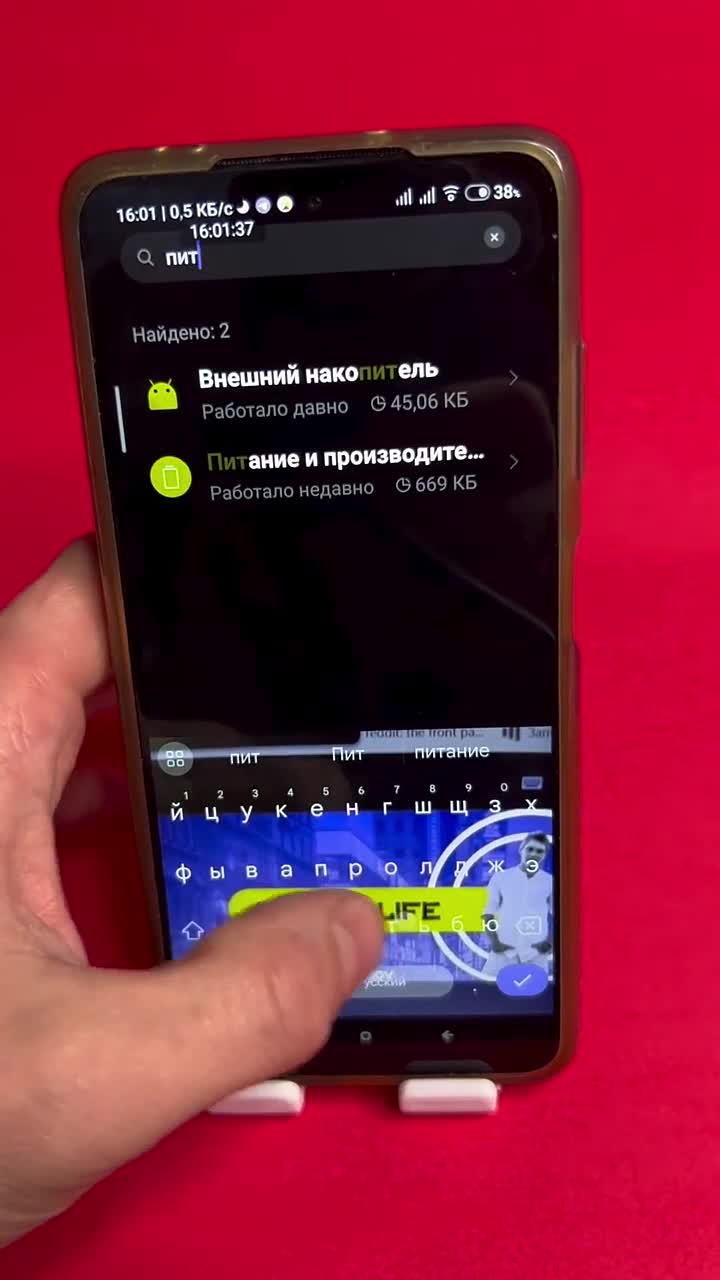 16:01 | 0,5 КБ/с 38%
16:01:37
пит
Найдено: 2
Внешний накопитель
Работало давно 45,06 КБ
Питание и производите...
Работало недавно 669 КБ
reddit: the front pa...
пит Пит питание
1 2 3 4 5 6 7 8 9 0
й ц у к е н г ш щ з х
ф ы в а п р о л д ж э
LIFE
ь б ю